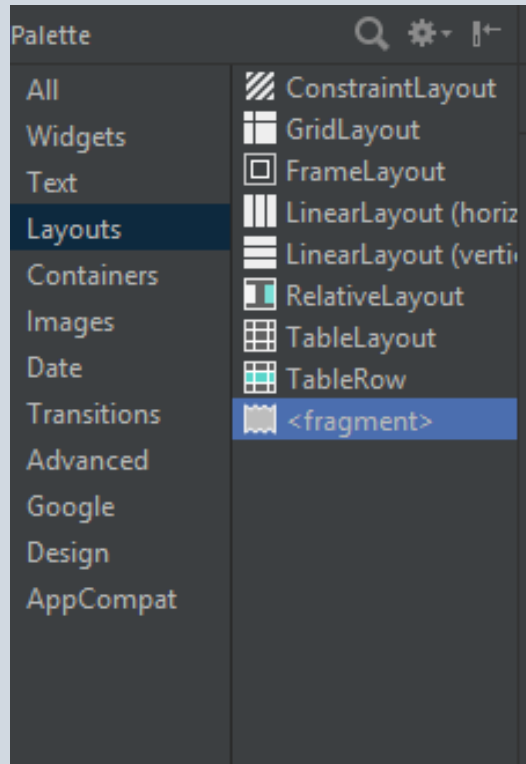 Palette
All
Widgets
Text
Layouts
Containers
Images
Date
Transitions
Advanced
Google
Design
AppCompat
ConstraintLayout
GridLayout
FrameLayout
LinearLayout (horiz
LinearLayout (verti
RelativeLayout
TableLayout
TableRow
<fragment>